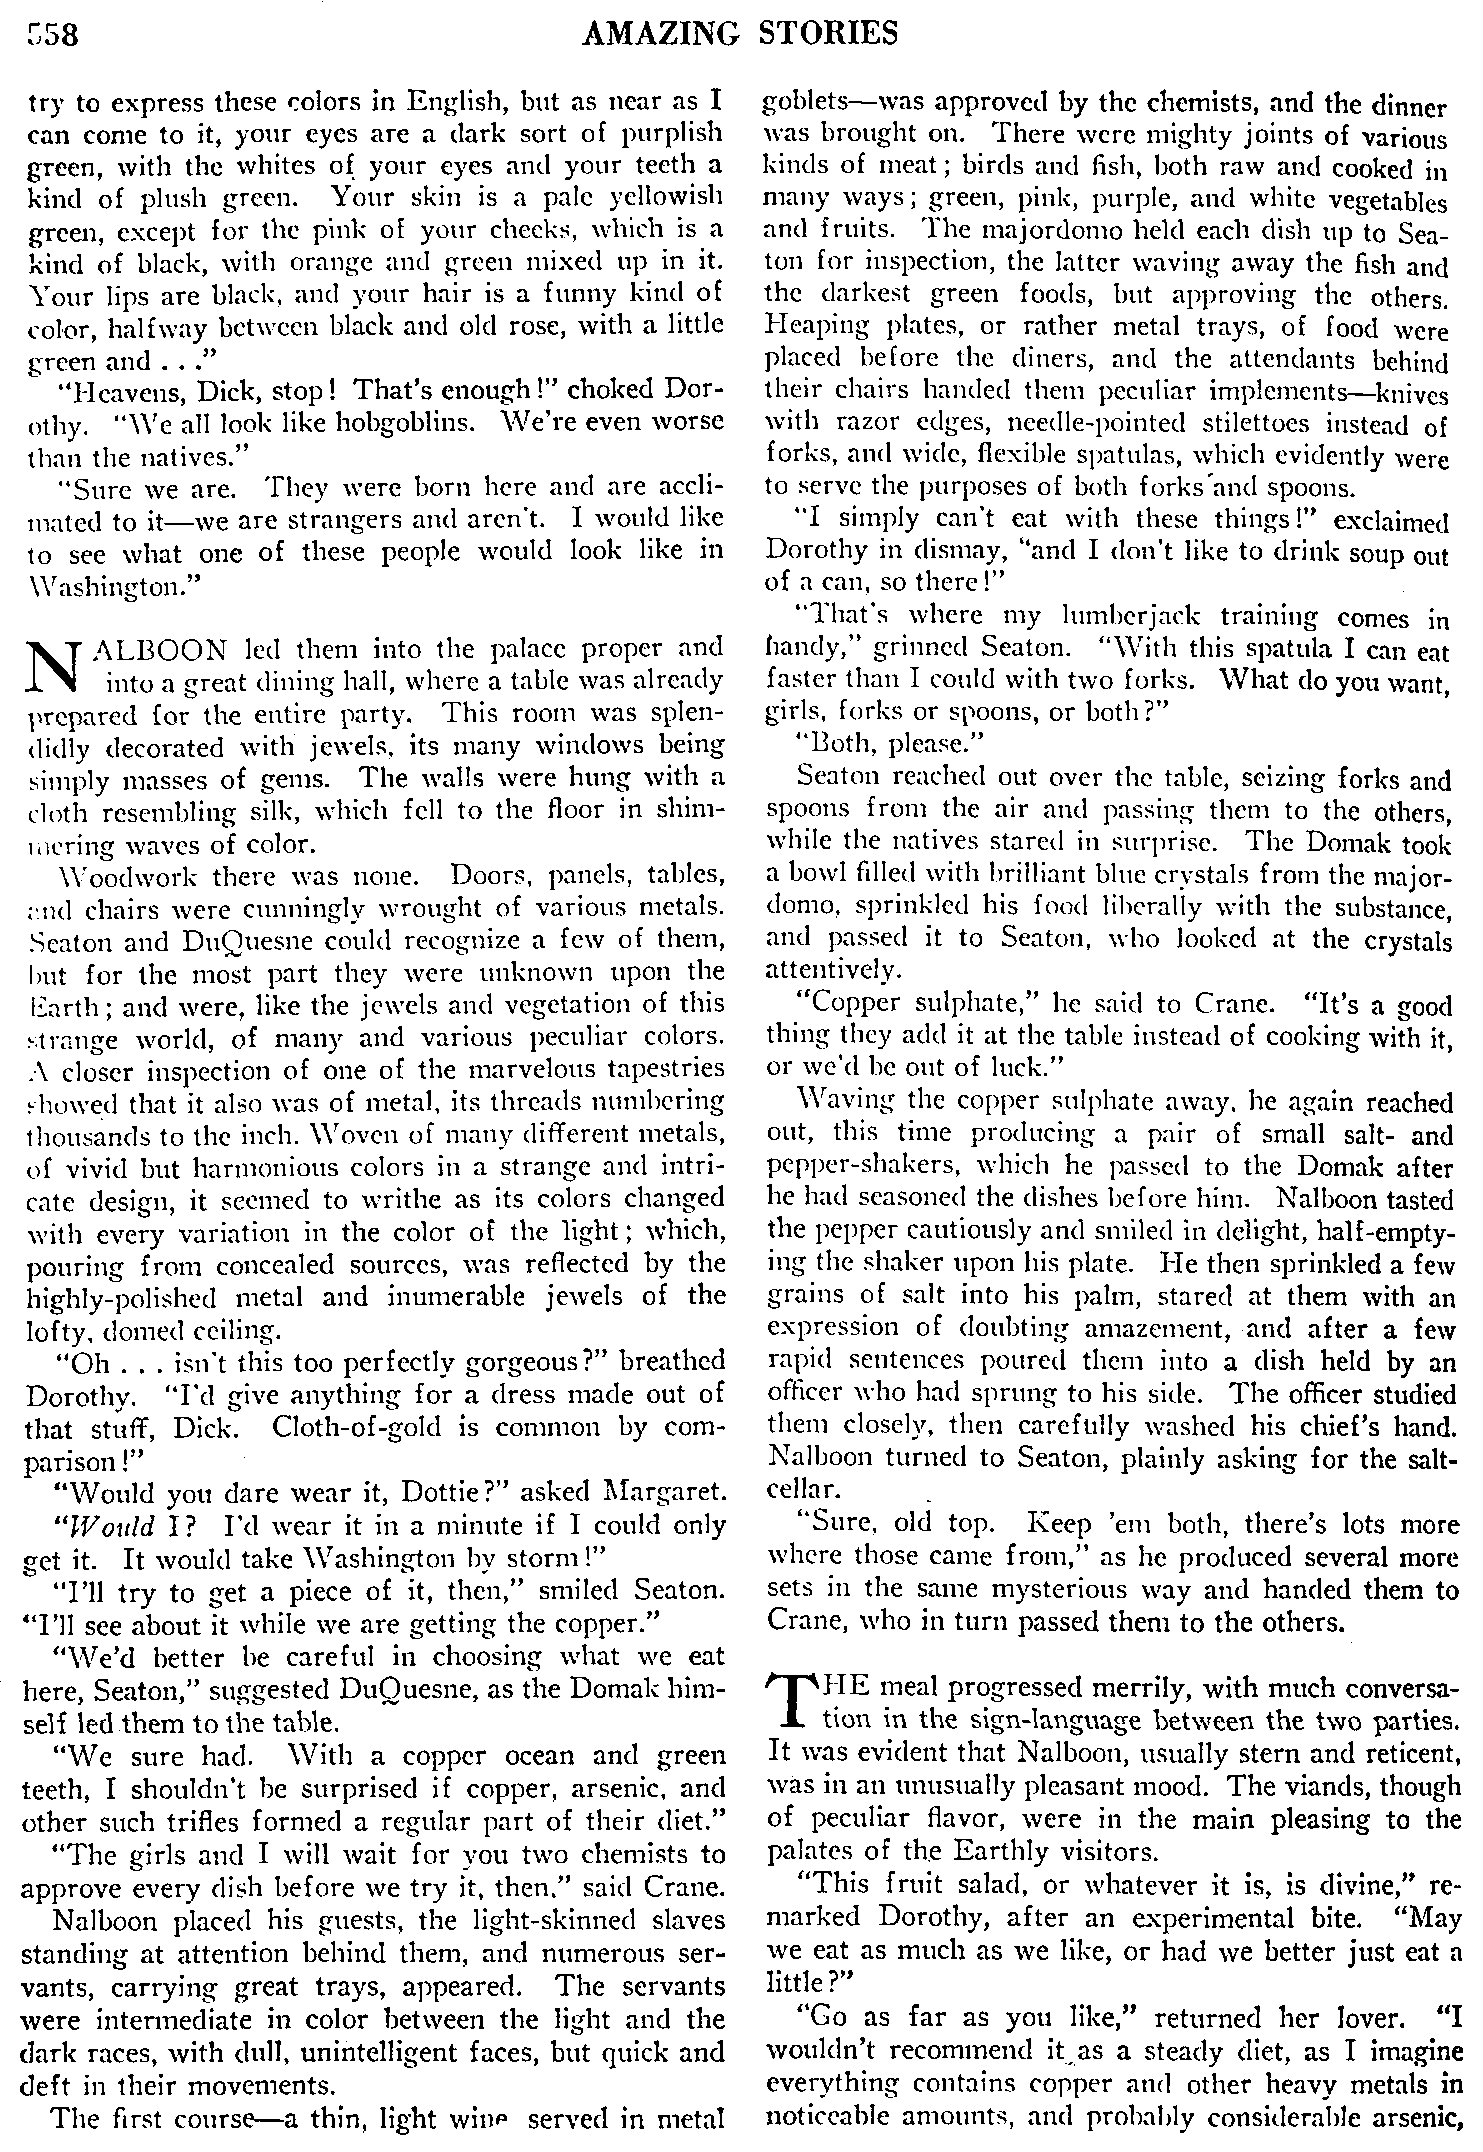 558
AMAZING STORIES
try to express these colors in English, but as near as I
can come to it, your eyes are a dark sort of purplish
green, with the whites of your eyes and your teeth a
kind of plush green. Your skin is a pale yellowish
green, except for the pink of your cheeks, which is a
kind of black, with orange and green mixed up in it.
Your lips are black, and your hair is a funny kind of
color, halfway between black and old rose, with a little
green and . . ."
"Heavens, Dick, stop! That's enough!" choked Dor-
othy. "We all look like hobgoblins. We're even worse
than the natives."
"Sure we are. They were born here and are accli-
mated to it—we are strangers and aren't. I would like
to see what one of these people would look like in
Washington."
NALBOON led them into the palace proper and
into a great dining hall, where a table was already
prepared for the entire party. This room was splen-
didly decorated with jewels, its many windows being
simply masses of gems. The walls were hung with a
cloth resembling silk, which fell to the floor in shim-
mering waves of color.
Woodwork there was none. Doors, panels, tables,
and chairs were cunningly wrought of various metals.
Seaton and DuQuesne could recognize a few of them,
but for the most part they were unknown upon the
Earth; and were, like the jewels and vegetation of this
strange world, of many and various peculiar colors.
A closer inspection of one of the marvelous tapestries
showed that it also was of metal, its threads numbering
thousands to the inch. Woven of many different metals,
of vivid but harmonious colors in a strange and intri-
cate design, it seemed to writhe as its colors changed
with every variation in the color of the light; which,
pouring from concealed sources, was reflected by the
highly-polished metal and inumerable jewels of the
lofty, domed ceiling.
"Oh . . . isn't this too perfectly gorgeous?" breathed
Dorothy. "I'd give anything for a dress made out of
that stuff, Dick. Cloth-of-gold is common by com-
parison!"
"Would you dare wear it, Dottie?" asked Margaret.
"Would I? I'd wear it in a minute if I could only
get it. It would take Washington by storm!"
"I'll try to get a piece of it, then," smiled Seaton.
"I'll see about it while we are getting the copper."
"We'd better be careful in choosing what we eat
here, Seaton," suggested DuQuesne, as the Domak him-
self led them to the table.
"We sure had. With a copper ocean and green
teeth, I shouldn't be surprised if copper, arsenic, and
other such trifles formed a regular part of their diet."
"The girls and I will wait for you two chemists to
approve every dish before we try it, then," said Crane.
Nalboon placed his guests, the light-skinned slaves
standing at attention behind them, and numerous ser-
vants, carrying great trays, appeared. The servants
were intermediate in color between the light and the
dark races, with dull, unintelligent faces, but quick and
deft in their movements.
The first course—a thin, light wine served in metal
goblets—was approved by the chemists, and the dinner
was brought on. There were mighty joints of various
kinds of meat; birds and fish, both raw and cooked in
many ways; green, pink, purple, and white vegetables
and fruits. The majordomo held each dish up to Sea-
ton for inspection, the latter waving away the fish and
the darkest green foods, but approving the others.
Heaping plates, or rather metal trays, of food were
placed before the diners, and the attendants behind
their chairs handed them peculiar implements—knives
with razor edges, needle-pointed stilettoes instead of
forks, and wide, flexible spatulas, which evidently were
to serve the purposes of both forks and spoons.
"I simply can't eat with these things!" exclaimed
Dorothy in dismay, "and I don't like to drink soup out
of a can, so there!"
"That's where my lumberjack training comes in
handy," grinned Seaton. "With this spatula I can eat
faster than I could with two forks. What do you want,
girls, forks or spoons, or both?"
"Both, please."
Seaton reached out over the table, seizing forks and
spoons from the air and passing them to the others,
while the natives stared in surprise. The Domak took
a bowl filled with brilliant blue crystals from the major-
domo, sprinkled his food liberally with the substance,
and passed it to Seaton, who looked at the crystals
attentively.
"Copper sulphate," he said to Crane. "It's a good
thing they add it at the table instead of cooking with it,
or we'd be out of luck."
Waving the copper sulphate away, he again reached
out, this time producing a pair of small salt- and
pepper-shakers, which he passed to the Domak after
he had seasoned the dishes before him. Nalboon tasted
the pepper cautiously and smiled in delight, half-empty-
ing the shaker upon his plate. He then sprinkled a few
grains of salt into his palm, stared at them with an
expression of doubting amazement, and after a few
rapid sentences poured them into a dish held by an
officer who had sprung to his side. The officer studied
them closely, then carefully washed his chief's hand.
Nalboon turned to Seaton, plainly asking for the salt-
cellar.
"Sure, old top. Keep 'em both, there's lots more
where those came from," as he produced several more
sets in the same mysterious way and handed them to
Crane, who in turn passed them to the others.
THE meal progressed merrily, with much conversa-
tion in the sign-language between the two parties.
It was evident that Nalboon, usually stern and reticent,
was in an unusually pleasant mood. The viands, though
of peculiar flavor, were in the main pleasing to the
palates of the Earthly visitors.
"This fruit salad, or whatever it is, is divine," re-
marked Dorothy, after an experimental bite. "May
we eat as much as we like, or had we better just eat a
little?"
"Go as far as you like," returned her lover. "I
wouldn't recommend it as a steady diet, as I imagine
everything contains copper and other heavy metals in
noticeable amounts, and probably considerable arsenic,